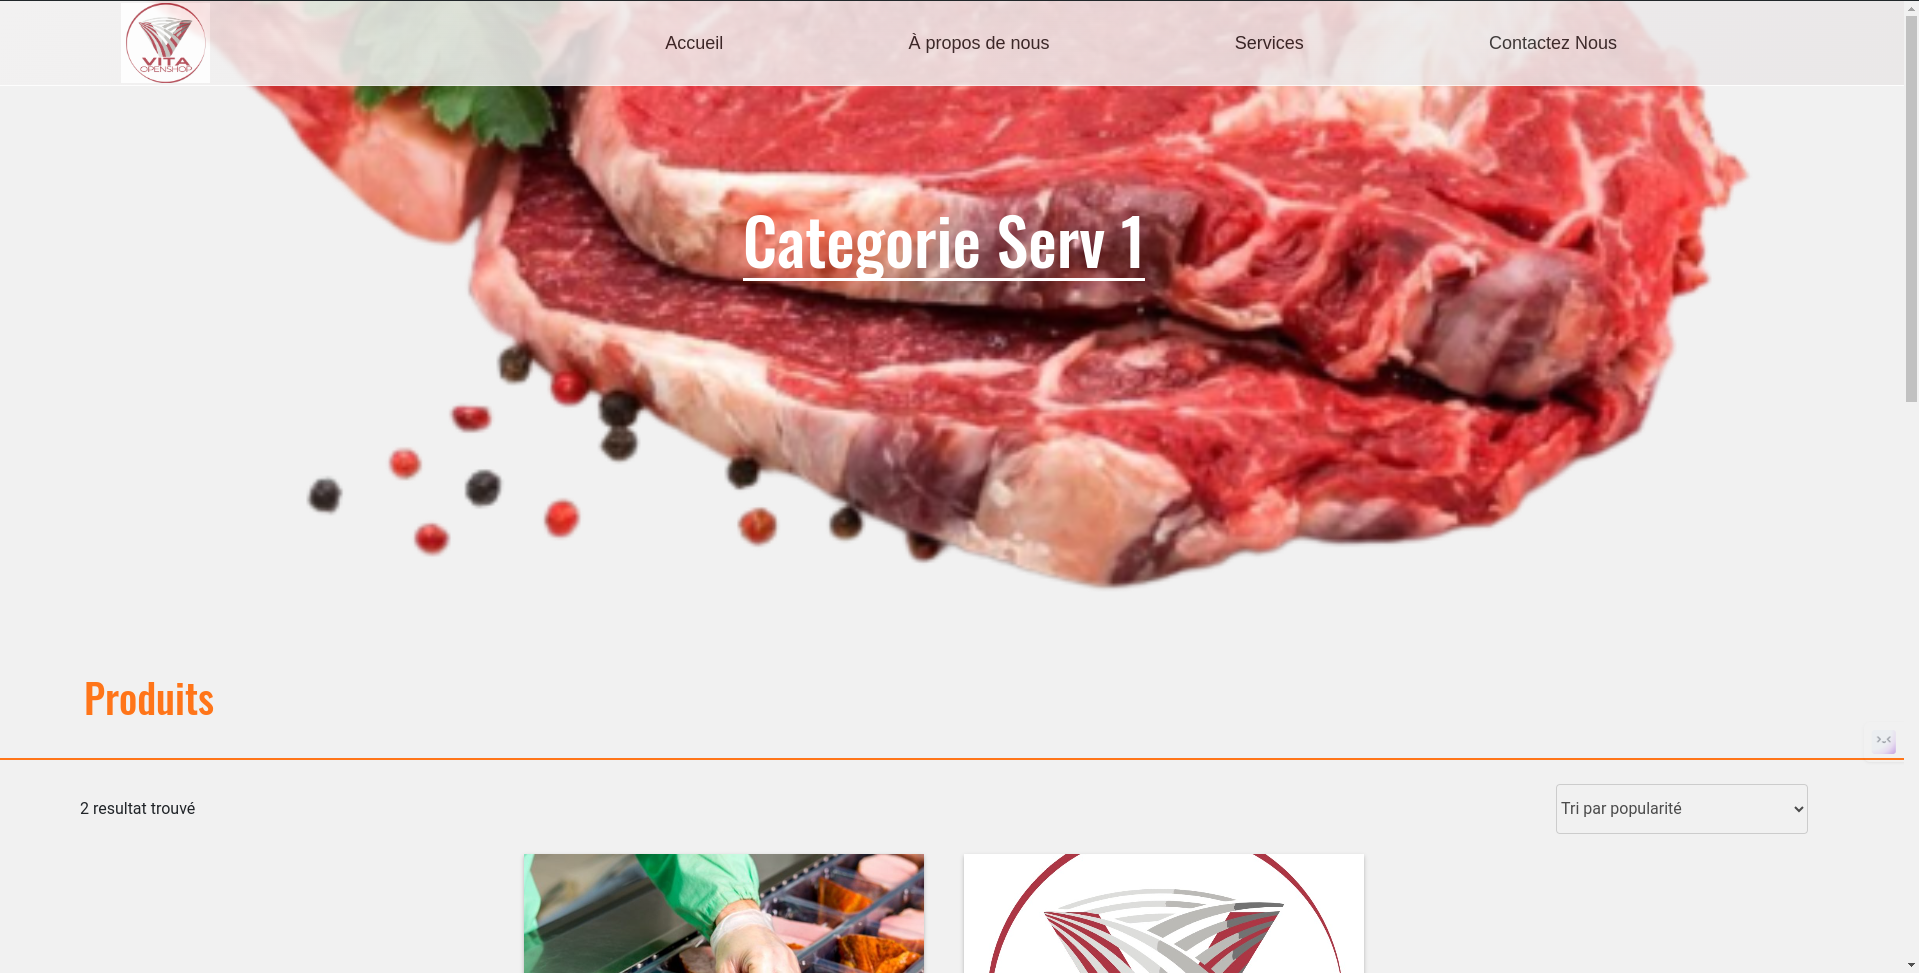 VITA
OPENSHOP
Accueil
À propos de nous
Services
Contactez Nous
Categorie Serv 1
Produits
2 resultat trouvé
Tri par popularité